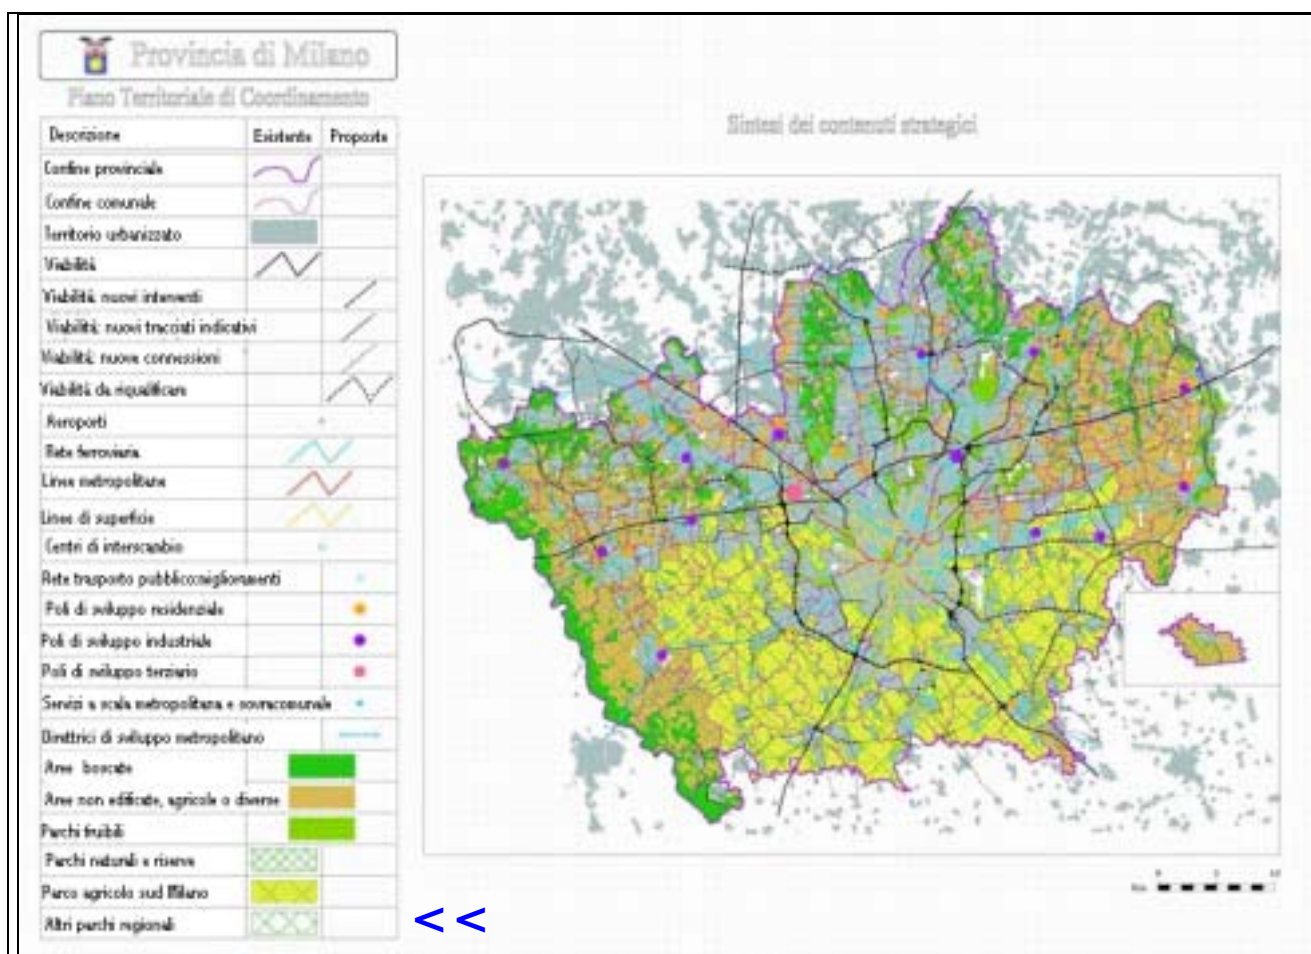 Provincia di Milano
Piano Territoriale di Coordinamento
Sintesi dei contenuti strategici
Descrizione Esistente Proposte
Confine provinciale
Confine comunale
Territorio urbanizzato
Viabilità
Viabilità: nuovi interventi
Viabilità: nuovi tracciati indicativi
Viabilità: nuove connessioni
Viabilità da riqualificare
Aeroporti
Rete ferroviaria
Linee metropolitane
Linee di superficie
Centri di interscambio
Rete trasporto pubblico:miglioramenti
Poli di sviluppo residenziale
Poli di sviluppo industriale
Poli di sviluppo terziario
Servizi a scala metropolitana e sovracomunale
Direttrici di sviluppo metropolitano
Aree boscate
Aree non edificate, agricole o diverse
Parchi fruibili
Parchi naturali e riserve
Parco agricolo sud Milano
Altri parchi regionali
<<